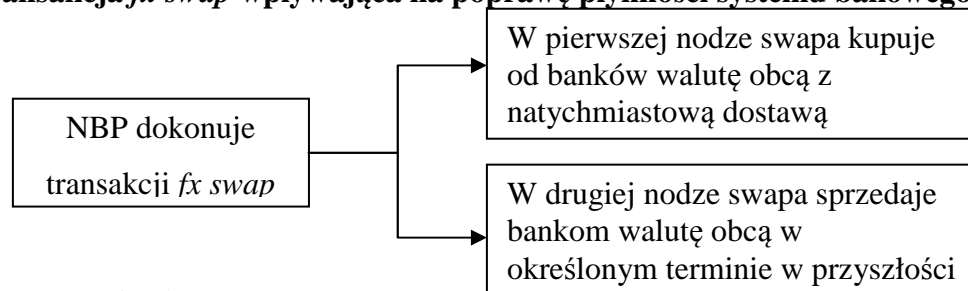 fx swap wpływająca na poprawę płynności systemu bankowego
W pierwszej nodze swapa kupuje
od banków walutę obcą z
natychmiastową dostawą
NBP dokonuje
transakcji fx swap
W drugiej nodze swapa sprzedaje
bankom walutę obcą w
określonym terminie w przyszłości